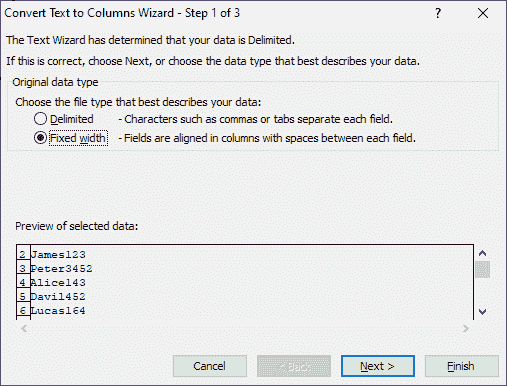 Convert Text to Columns Wizard - Step 1 of 3 ?
The Text Wizard has determined that your data is Delimited.
If this is correct, choose Next, or choose the data type that best describes your data.
Original data type
Choose the file type that best describes your data:
Delimited - Characters such as commas or tabs separate each field.
Fixed width - Fields are aligned in columns with spaces between each field.
Preview of selected data:
2 James123
3 Peter3452
4 Alice143
5 Davil452
6 Lucas164
Cancel < Back Next > Finish